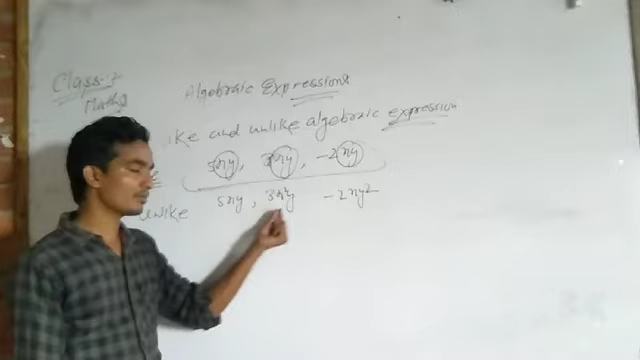 Class-7
Maths
Algebraic Expressions
ike and unlike algebraic expression
5xy, 3xy, -2xy
unlike 5xy, 3x²y -2xy²